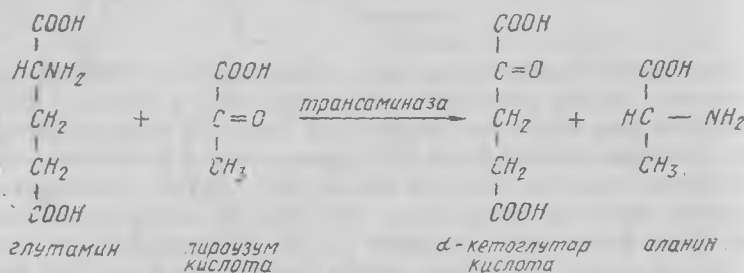 COOH
HCNH₂
CH₂
CH₂
COOH
глутамин
+
COOH
C=O
CH₃
пироузум
кислота
трансаминаза
COOH
C=O
CH₂
CH₂
COOH
α-кетоглутар
кислота
+
COOH
HC — NH₂
CH₃
аланин